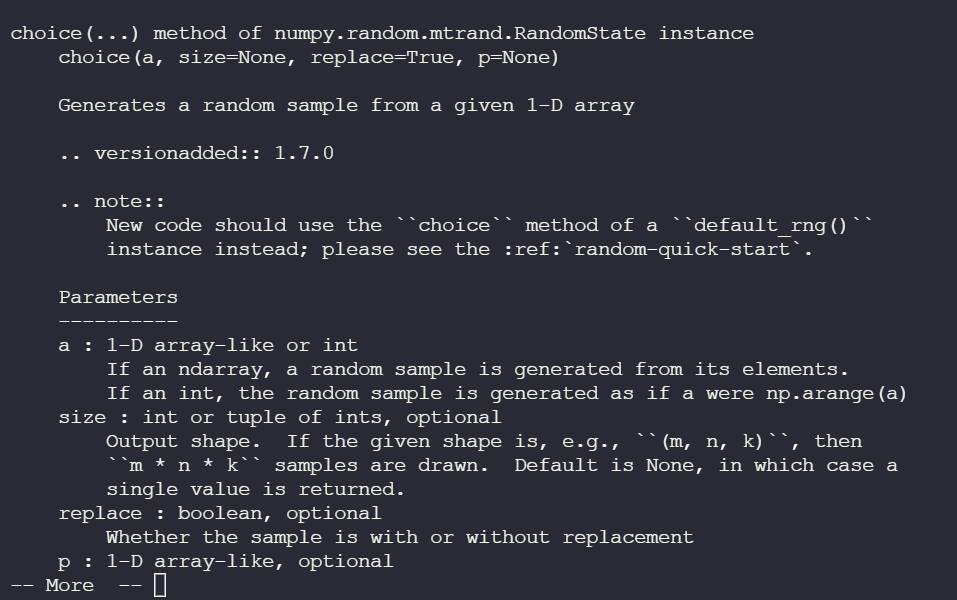 choice(...) method of numpy.random.mtrand.RandomState instance
    choice(a, size=None, replace=True, p=None)

    Generates a random sample from a given 1-D array

    .. versionadded:: 1.7.0

    .. note::
        New code should use the ``choice`` method of a ``default_rng()``
        instance instead; please see the :ref:`random-quick-start`.

    Parameters
    ----------
    a : 1-D array-like or int
        If an ndarray, a random sample is generated from its elements.
        If an int, the random sample is generated as if a were np.arange(a)
    size : int or tuple of ints, optional
        Output shape.  If the given shape is, e.g., ``(m, n, k)``, then
        ``m * n * k`` samples are drawn.  Default is None, in which case a
        single value is returned.
    replace : boolean, optional
        Whether the sample is with or without replacement
    p : 1-D array-like, optional
-- More  --